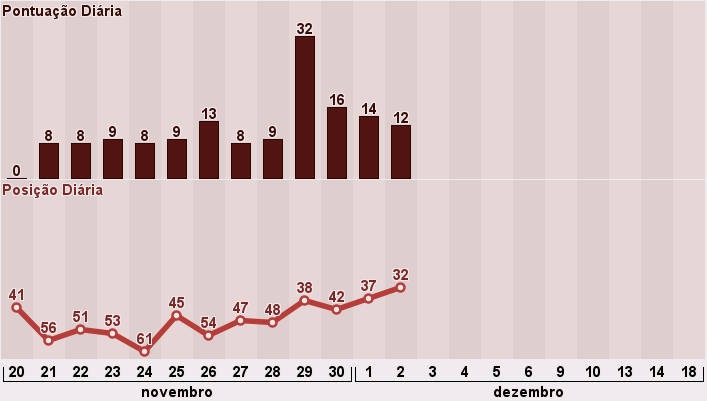 Pontuação Diária
0 8 8 9 8 9 13 8 9 32 16 14 12
Posição Diária
41 56 51 53 61 45 54 47 48 38 42 37 32
20 21 22 23 24 25 26 27 28 29 30 1 2 3 4 5 6 9 10 13 14 18
novembro dezembro